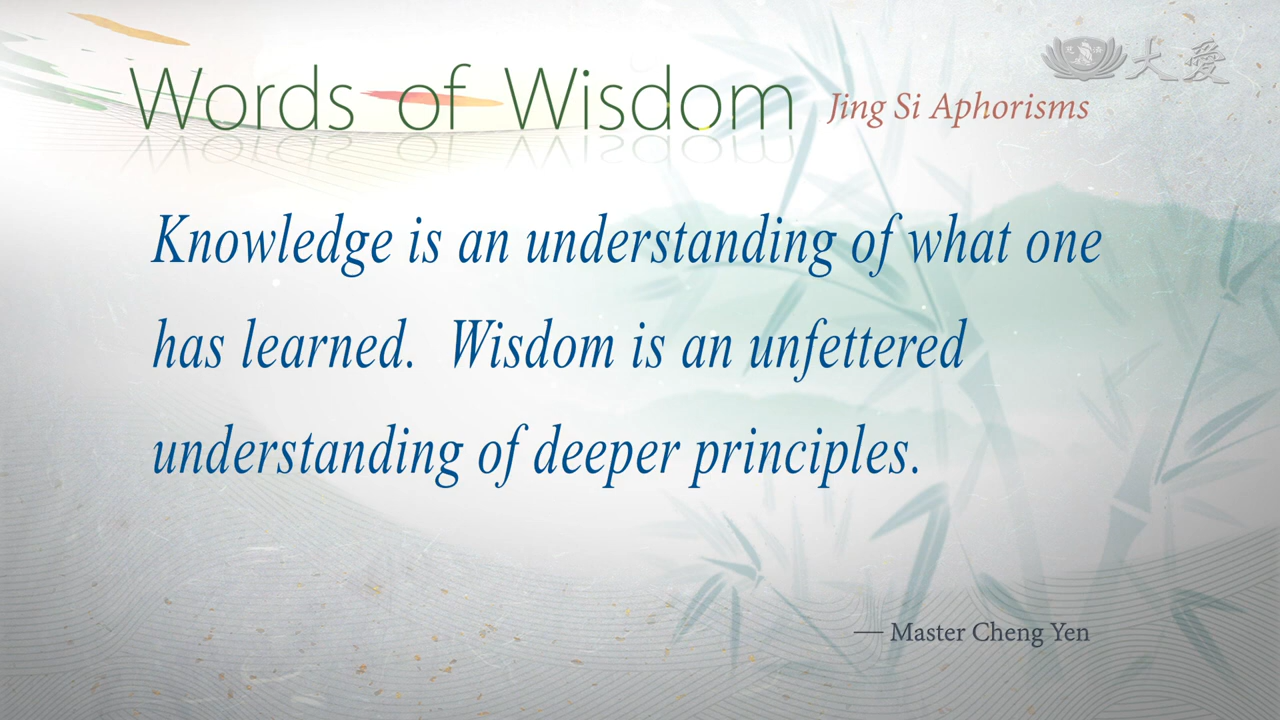 Words of Wisdom Jing Si Aphorisms
大愛
Knowledge is an understanding of what one
has learned. Wisdom is an unfettered
understanding of deeper principles.
— Master Cheng Yen